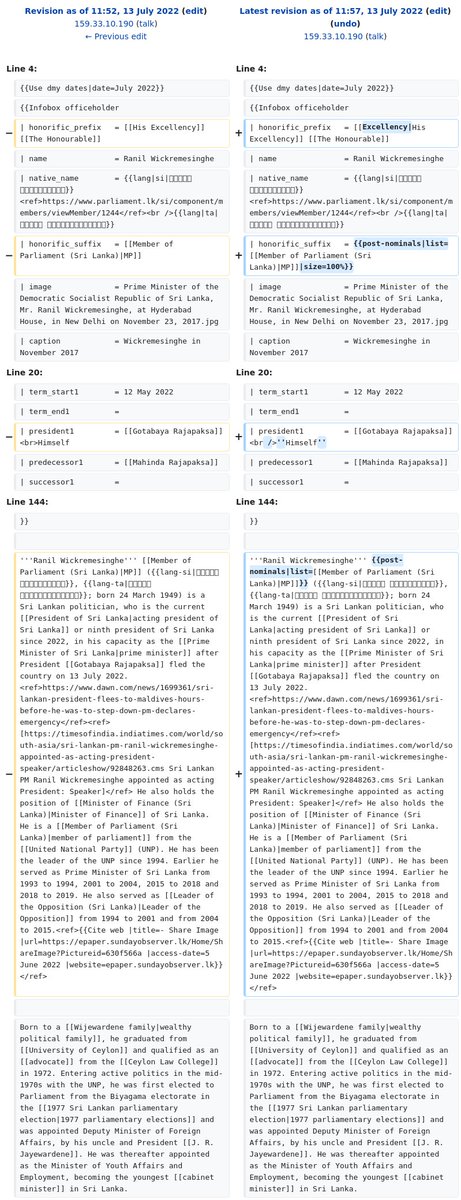 Revision as of 11:52, 13 July 2022 (edit)
159.33.10.190 (talk)
← Previous edit
Latest revision as of 11:57, 13 July 2022 (edit)
(undo)
159.33.10.190 (talk)
Line 4:
Line 4:
{{Use dmy dates|date=July 2022}}
{{Use dmy dates|date=July 2022}}
{{Infobox officeholder
{{Infobox officeholder
−
| honorific_prefix   = [[His Excellency]]
[[The Honourable]]
+
| honorific_prefix   = [[Excellency|His
Excellency]] [[The Honourable]]
| name               = Ranil Wickremesinghe
| name               = Ranil Wickremesinghe
| native_name        = {{lang|si|
}}
<ref>https://www.parliament.lk/si/component/m
embers/viewMember/1244</ref><br />{{lang|ta|
}}
| native_name        = {{lang|si|
}}
<ref>https://www.parliament.lk/si/component/m
embers/viewMember/1244</ref><br />{{lang|ta|
}}
−
| honorific_suffix   = [[Member of
Parliament (Sri Lanka)|MP]]
+
| honorific_suffix   = {{post-nominals|list=
[[Member of Parliament (Sri
Lanka)|MP]]|size=100%}}
| image              = Prime Minister of the
Democratic Socialist Republic of Sri Lanka,
Mr. Ranil Wickremesinghe, at Hyderabad
House, in New Delhi on November 23, 2017.jpg
| image              = Prime Minister of the
Democratic Socialist Republic of Sri Lanka,
Mr. Ranil Wickremesinghe, at Hyderabad
House, in New Delhi on November 23, 2017.jpg
| caption            = Wickremesinghe in
November 2017
| caption            = Wickremesinghe in
November 2017
Line 20:
Line 20:
| term_start1        = 12 May 2022
| term_start1        = 12 May 2022
| term_end1          =
| term_end1          =
−
| president1         = [[Gotabaya Rajapaksa]]
<br>Himself
+
| president1         = [[Gotabaya Rajapaksa]]
<br />''Himself''
| predecessor1       = [[Mahinda Rajapaksa]]
| predecessor1       = [[Mahinda Rajapaksa]]
| successor1         =
| successor1         =
Line 144:
Line 144:
}}
}}
−
'''Ranil Wickremesinghe''' [[Member of
Parliament (Sri Lanka)|MP]] ({{lang-si|
}}, {{lang-ta|
}}; born 24 March 1949) is a
Sri Lankan politician, who is the current
[[President of Sri Lanka|acting president
of Sri Lanka]] or ninth president of Sri
Lanka since 2022, in his capacity as the
[[Prime Minister of Sri Lanka|prime
minister]] after President [[Gotabaya
Rajapaksa]] fled the country on 13 July
2022.
<ref>https://www.dawn.com/news/1699361/sri-
lankan-president-flees-to-maldives-hours-
before-he-was-to-step-down-pm-declares-
emergency</ref><ref>
[https://timesofindia.indiatimes.com/world/so
uth-asia/sri-lankan-pm-ranil-wickremesinghe-
appointed-as-acting-president-
speaker/articleshow/92848263.cms Sri Lankan
PM Ranil Wickremesinghe appointed as acting
President: Speaker]</ref> He also holds the
position of [[Minister of Finance (Sri
Lanka)|Minister of Finance]] of Sri Lanka.
He is a [[Member of Parliament (Sri
Lanka)|member of parliament]] from the
[[United National Party]] (UNP). He has been
the leader of the UNP since 1994. Earlier he
served as Prime Minister of Sri Lanka from
1993 to 1994, 2001 to 2004, 2015 to 2018 and
2018 to 2019. He also served as [[Leader of
the Opposition (Sri Lanka)|Leader of the
Opposition]] from 1994 to 2001 and from 2004
to 2015.<ref>{{Cite web |title=- Share Image
|url=https://epaper.sundayobserver.lk/Home/Sh
areImage?Pictureid=630f566a |access-date=5
June 2022 |website=epaper.sundayobserver.lk}}
</ref>
+
'''Ranil Wickremesinghe''' {{post-
nominals|list=[[Member of Parliament (Sri
Lanka)|MP]]}} ({{lang-si|
}},
{{lang-ta|
}}; born 24
March 1949) is a Sri Lankan politician, who
is the current [[President of Sri
Lanka|acting president of Sri Lanka]] or
ninth president of Sri Lanka since 2022, in
his capacity as the [[Prime Minister of Sri
Lanka|prime minister]] after President
[[Gotabaya Rajapaksa]] fled the country on
13 July 2022.
<ref>https://www.dawn.com/news/1699361/sri-
lankan-president-flees-to-maldives-hours-
before-he-was-to-step-down-pm-declares-
emergency</ref><ref>
[https://timesofindia.indiatimes.com/world/so
uth-asia/sri-lankan-pm-ranil-wickremesinghe-
appointed-as-acting-president-
speaker/articleshow/92848263.cms Sri Lankan
PM Ranil Wickremesinghe appointed as acting
President: Speaker]</ref> He also holds the
position of [[Minister of Finance (Sri
Lanka)|Minister of Finance]] of Sri Lanka.
He is a [[Member of Parliament (Sri
Lanka)|member of parliament]] from the
[[United National Party]] (UNP). He has been
the leader of the UNP since 1994. Earlier he
served as Prime Minister of Sri Lanka from
1993 to 1994, 2001 to 2004, 2015 to 2018 and
2018 to 2019. He also served as [[Leader of
the Opposition (Sri Lanka)|Leader of the
Opposition]] from 1994 to 2001 and from 2004
to 2015.<ref>{{Cite web |title=- Share Image
|url=https://epaper.sundayobserver.lk/Home/Sh
areImage?Pictureid=630f566a |access-date=5
June 2022 |website=epaper.sundayobserver.lk}}
</ref>
Born to a [[Wijewardene family|wealthy
political family]], he graduated from
[[University of Ceylon]] and qualified as an
[[advocate]] from the [[Ceylon Law College]]
in 1972. Entering active politics in the mid-
1970s with the UNP, he was first elected to
Parliament from the Biyagama electorate in
the [[1977 Sri Lankan parliamentary
election|1977 parliamentary elections]] and
was appointed Deputy Minister of Foreign
Affairs, by his uncle and President [[J. R.
Jayewardene]]. He was thereafter appointed
as the Minister of Youth Affairs and
Employment, becoming the youngest [[cabinet
minister]] in Sri Lanka.
Born to a [[Wijewardene family|wealthy
political family]], he graduated from
[[University of Ceylon]] and qualified as an
[[advocate]] from the [[Ceylon Law College]]
in 1972. Entering active politics in the mid-
1970s with the UNP, he was first elected to
Parliament from the Biyagama electorate in
the [[1977 Sri Lankan parliamentary
election|1977 parliamentary elections]] and
was appointed Deputy Minister of Foreign
Affairs, by his uncle and President [[J. R.
Jayewardene]]. He was thereafter appointed
as the Minister of Youth Affairs and
Employment, becoming the youngest [[cabinet
minister]] in Sri Lanka.